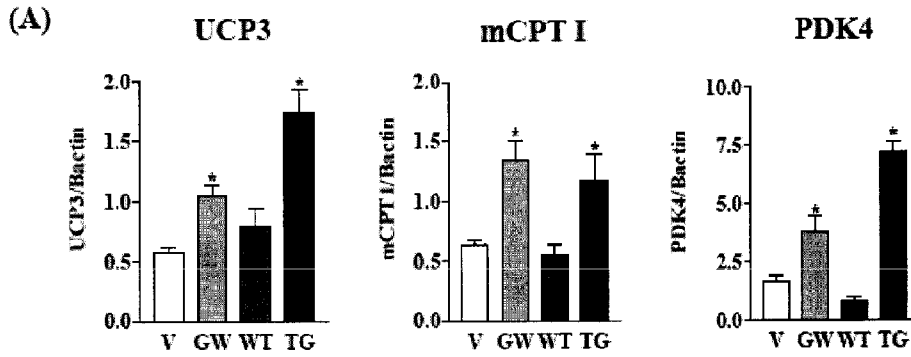 (A)
UCP3
mCPT I
PDK4
UCP3/Bactin
2.0
1.5
1.0
0.5
0.0
*
*
V GW WT TG
mCPT I/Bactin
2.0
1.5
1.0
0.5
0.0
*
*
V GW WT TG
PDK4/Bactin
10.0
7.5
5.0
2.5
0.0
*
*
V GW WT TG